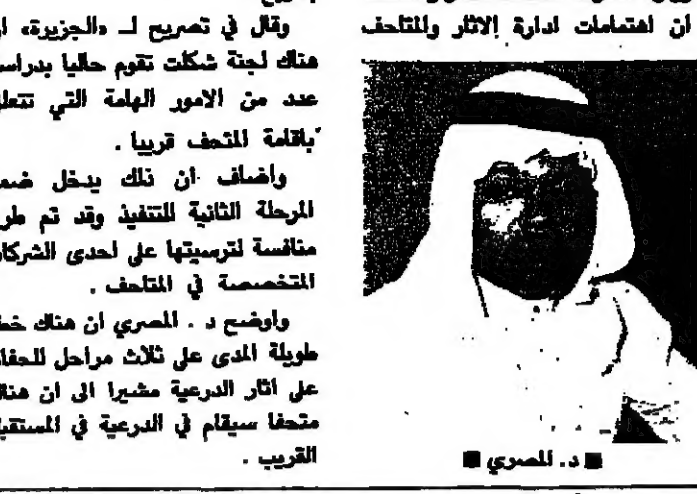 ان اهتمامات ادارة الاثار والمتاحف
■ د. المصري ■
وقال في تصريح لـ «الجزيرة» ان
هناك لجنة شكلت تقوم حاليا بدراسة
عدد من الامور الهامة التي تتعلق
باقامة المتحف قريبا .
واضاف ان ذلك يدخل ضمن
المرحلة الثانية للتنفيذ وقد تم طرح
منافسة لترسيتها على احدى الشركات
المتخصصة في المتاحف .
واوضح د . المصري ان هناك خطة
طويلة المدى على ثلاث مراحل للحفاظ
على اثار الدرعية مشيرا الى ان هناك
متحفا سيقام في الدرعية في المستقبل
القريب .